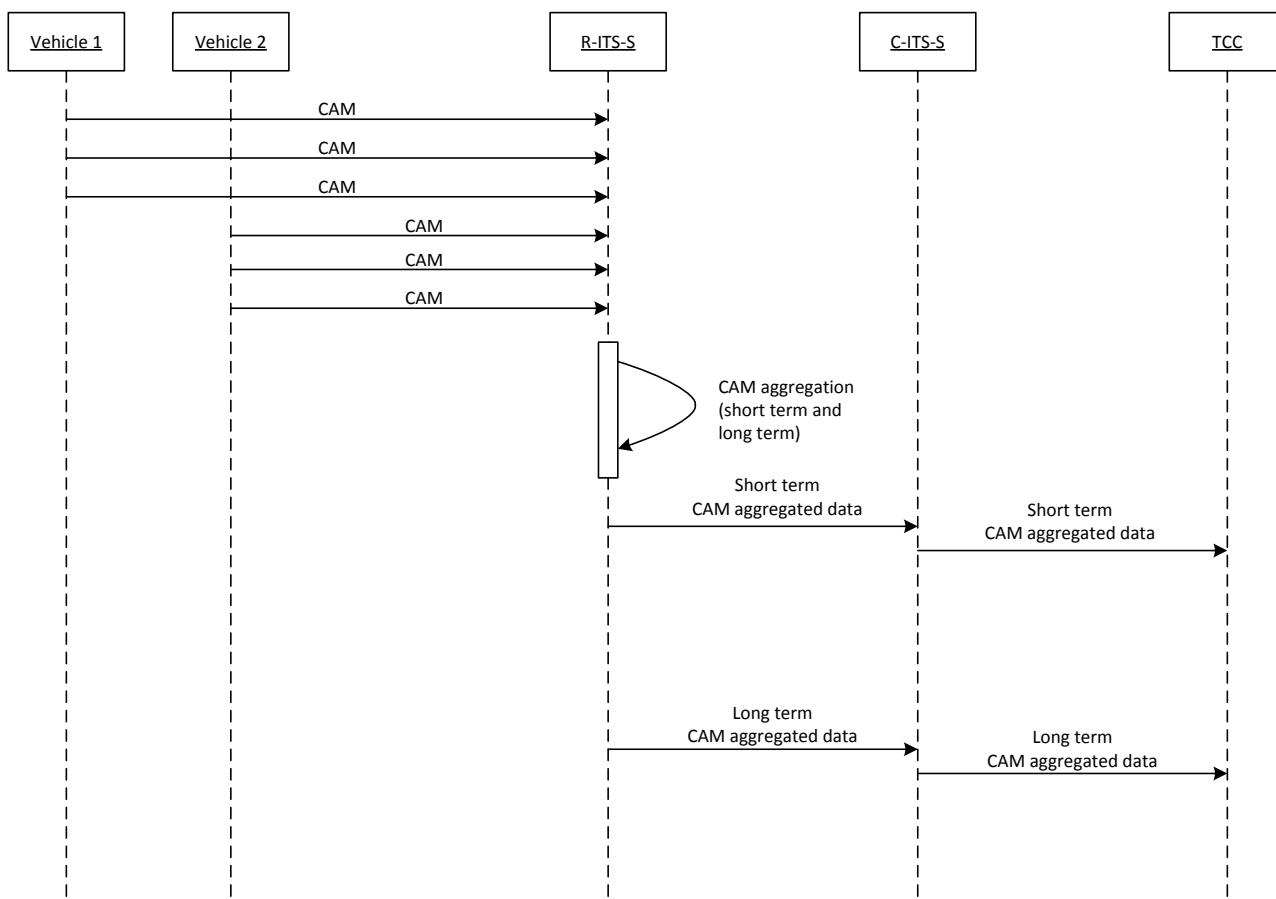 Vehicle 1
Vehicle 2
R-ITS-S
C-ITS-S
TCC
CAM
CAM
CAM
CAM
CAM
CAM
CAM aggregation
(short term and
long term)
Short term
CAM aggregated data
Short term
CAM aggregated data
Long term
CAM aggregated data
Long term
CAM aggregated data